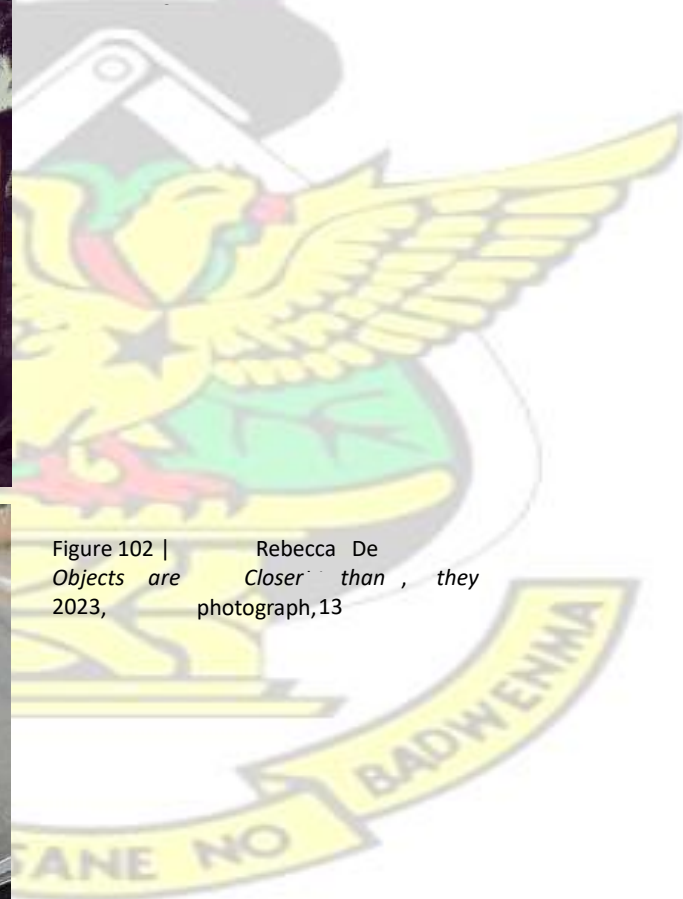 Figure 102 | Rebecca De
Objects are Closer than , they
2023, photograph,13
BADWENMA
SANE NO